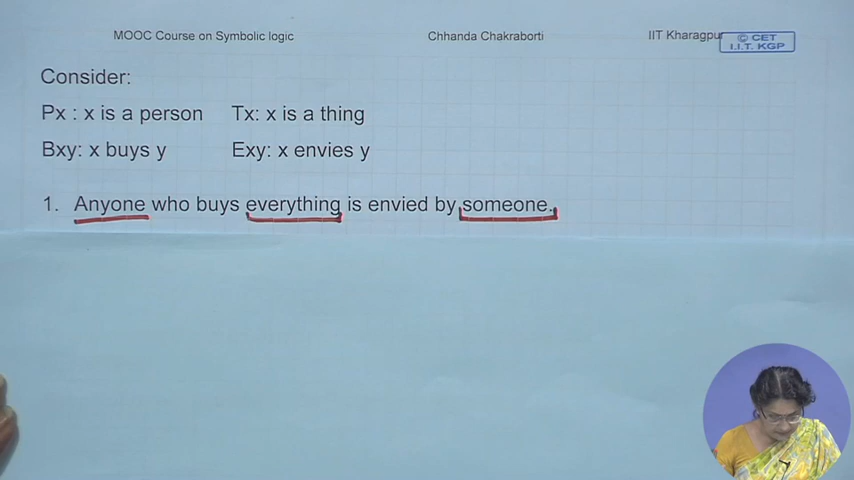 MOOC Course on Symbolic logic Chhanda Chakraborti IIT Kharagpur
© CET
I.I.T. KGP
Consider:
Px : x is a person Tx: x is a thing
Bxy: x buys y Exy: x envies y
1. Anyone who buys everything is envied by someone.